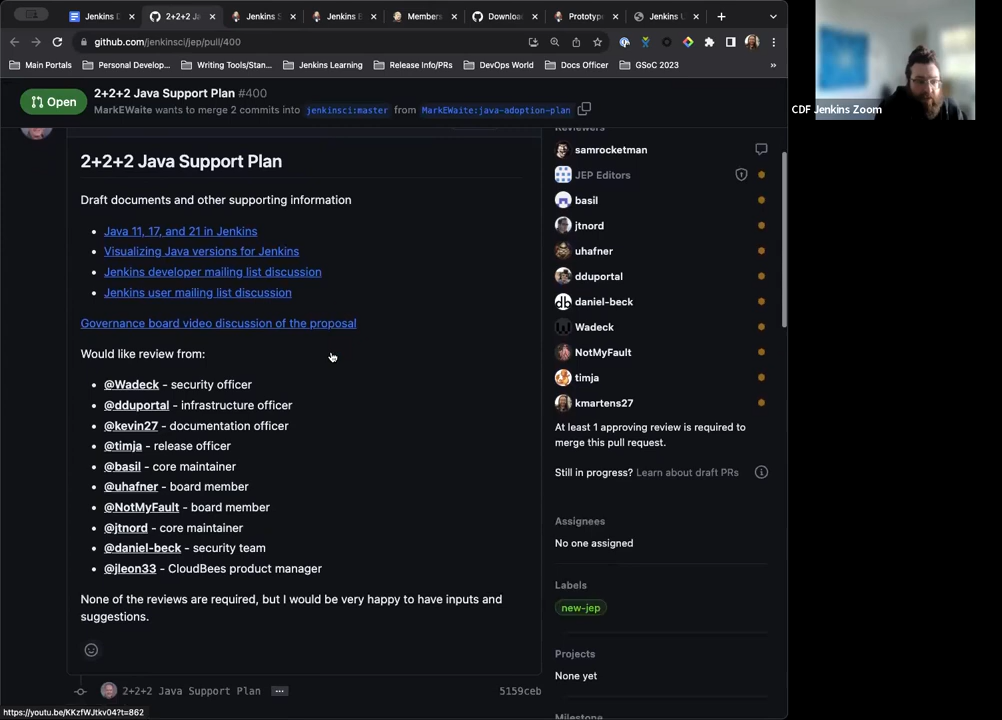 Jenkins D
2+2+2 Ja
Jenkins S
Jenkins E
Members
Downloa
Prototype
Jenkins U
github.com/jenkinsci/jep/pull/400
Main Portals
Personal Develop...
Writing Tools/Stan...
Jenkins Learning
Release Info/PRs
DevOps World
Docs Officer
GSoC 2023
»
Open
2+2+2 Java Support Plan #400
MarkEWaite wants to merge 2 commits into jenkinsci:master from MarkEWaite:java-adoption-plan
CDF Jenkins Zoom
2+2+2 Java Support Plan
Draft documents and other supporting information
• Java 11, 17, and 21 in Jenkins
• Visualizing Java versions for Jenkins
• Jenkins developer mailing list discussion
• Jenkins user mailing list discussion
Governance board video discussion of the proposal
Would like review from:
• @Wadeck - security officer
• @dduportal - infrastructure officer
• @kevin27 - documentation officer
• @timja - release officer
• @basil - core maintainer
• @uhafner - board member
• @NotMyFault - board member
• @jtnord - core maintainer
• @daniel-beck - security team
• @jleon33 - CloudBees product manager
None of the reviews are required, but I would be very happy to have inputs and
suggestions.
2+2+2 Java Support Plan ...
5159ceb
https://youtu.be/KKzfWJtkv04?t=862
Reviewers
samrocketman
JEP Editors
basil
jtnord
uhafner
dduportal
daniel-beck
Wadeck
NotMyFault
timja
kmartens27
At least 1 approving review is required to
merge this pull request.
Still in progress? Learn about draft PRs
Assignees
No one assigned
Labels
new-jep
Projects
None yet
Milestone